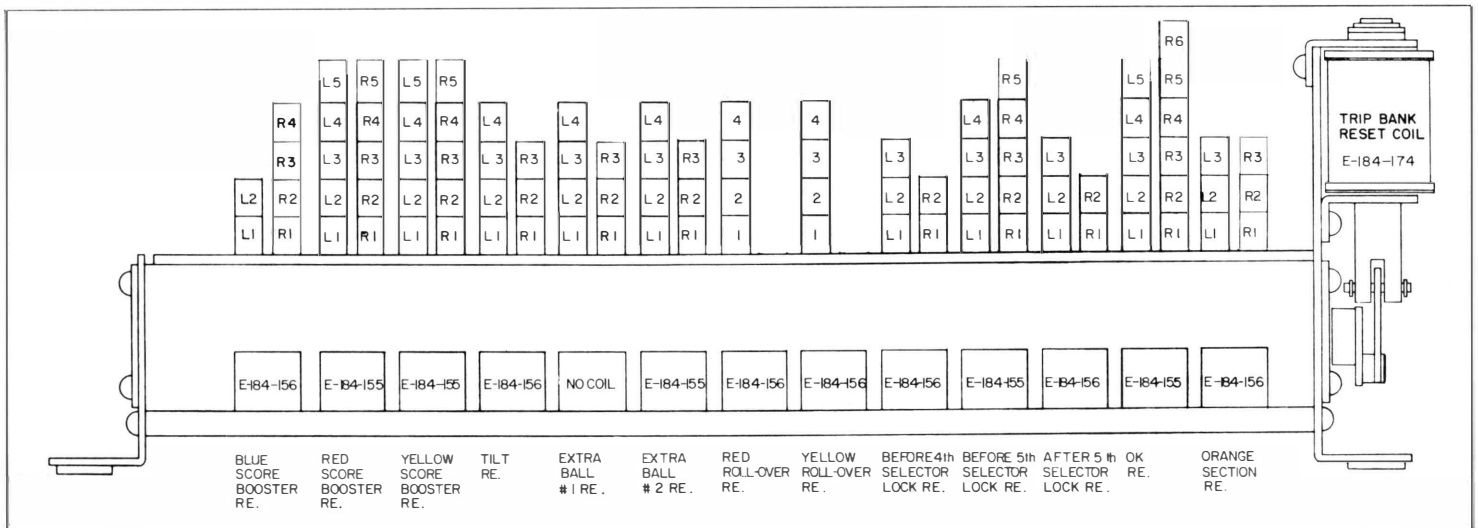 R6
L5 R5 L5 R5 R5 L5 R5
R4 L4 R4 L4 R4 L4 L4 L4 4 4 L4 R4 L4 R4
R3 L3 R3 L3 R3 L3 R3 L3 R3 L3 R3 3 3 L3 L3 R3 L3 L3 R3 L3 R3
L2 R2 L2 R2 L2 R2 L2 R2 L2 R2 L2 R2 2 2 L2 R2 L2 R2 L2 R2 L2 R2 L2 R2
L1 R1 L1 R1 L1 R1 L1 R1 L1 R1 L1 R1 1 1 L1 R1 L1 R1 L1 R1 L1 R1 L1 R1
TRIP BANK
RESET COIL
E-184-174
E-184-156 E-184-155 E-184-155 E-184-156 NO COIL E-184-155 E-184-156 E-184-156 E-184-156 E-184-155 E-184-156 E-184-155 E-184-156
BLUE
SCORE
BOOSTER
RE.
RED
SCORE
BOOSTER
RE.
YELLOW
SCORE
BOOSTER
RE.
TILT
RE.
EXTRA
BALL
#1 RE.
EXTRA
BALL
#2 RE.
RED
ROLL-OVER
RE.
YELLOW
ROLL-OVER
RE.
BEFORE 4th
SELECTOR
LOCK RE.
BEFORE 5th
SELECTOR
LOCK RE.
AFTER 5th
SELECTOR
LOCK RE.
OK
RE.
ORANGE
SECTION
RE.